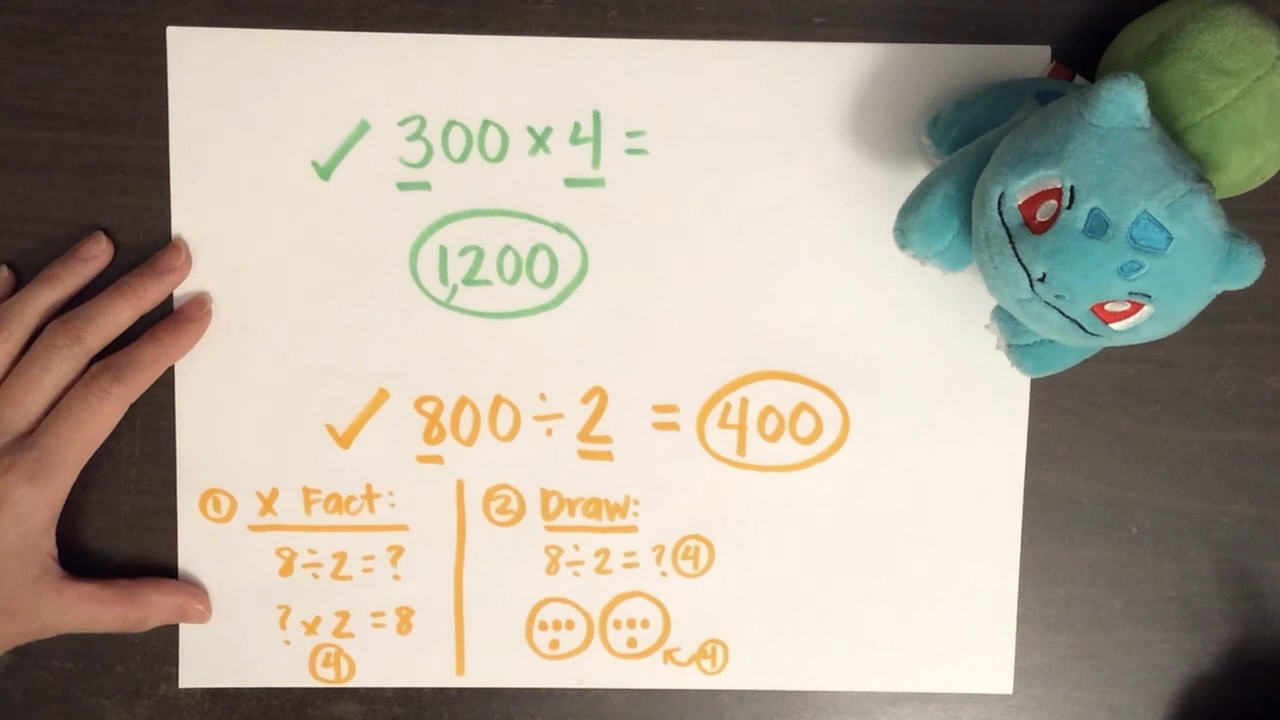 ✓ 300 × 4 =
1,200
✓ 800 ÷ 2 = 400
① X Fact:
8 ÷ 2 = ?
? × 2 = 8
④
② Draw:
8 ÷ 2 = ? ④
④